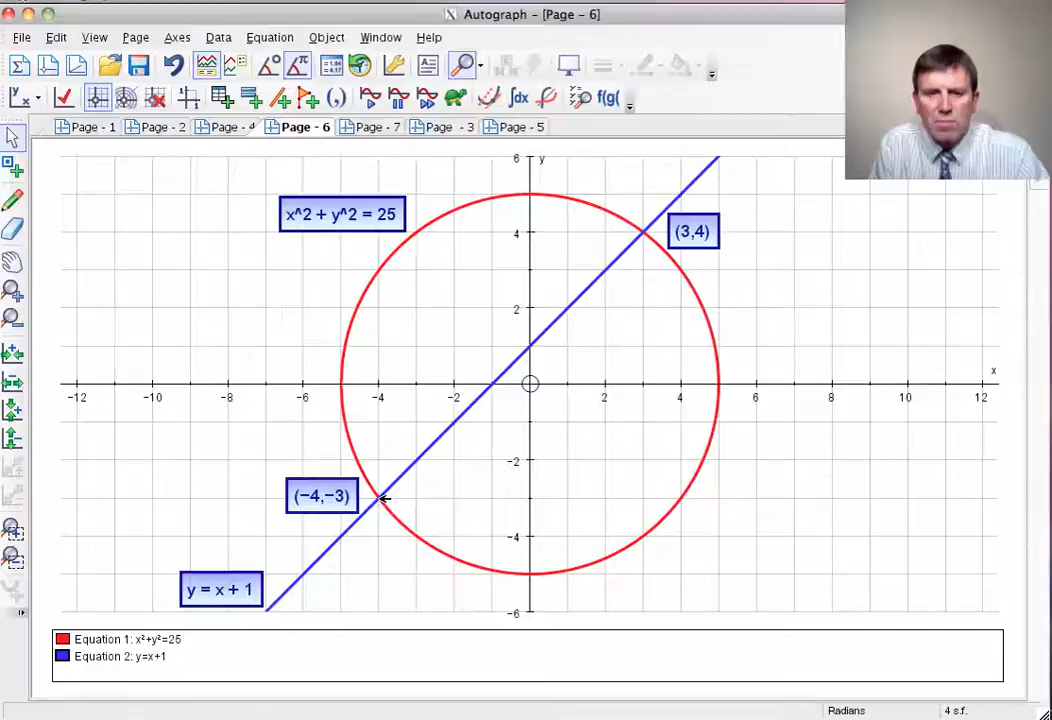 Autograph - [Page - 6]
File Edit View Page Axes Data Equation Object Window Help
Page - 1 Page - 2 Page - 4 Page - 6 Page - 7 Page - 3 Page - 5
6 y
x^2 + y^2 = 25
4 (3,4)
2
x
−12 −10 −8 −6 −4 −2 2 4 6 8 10 12
−2
(−4,−3)
−4
y = x + 1
−6
Equation 1: x²+y²=25
Equation 2: y=x+1
Radians 4 s.f.